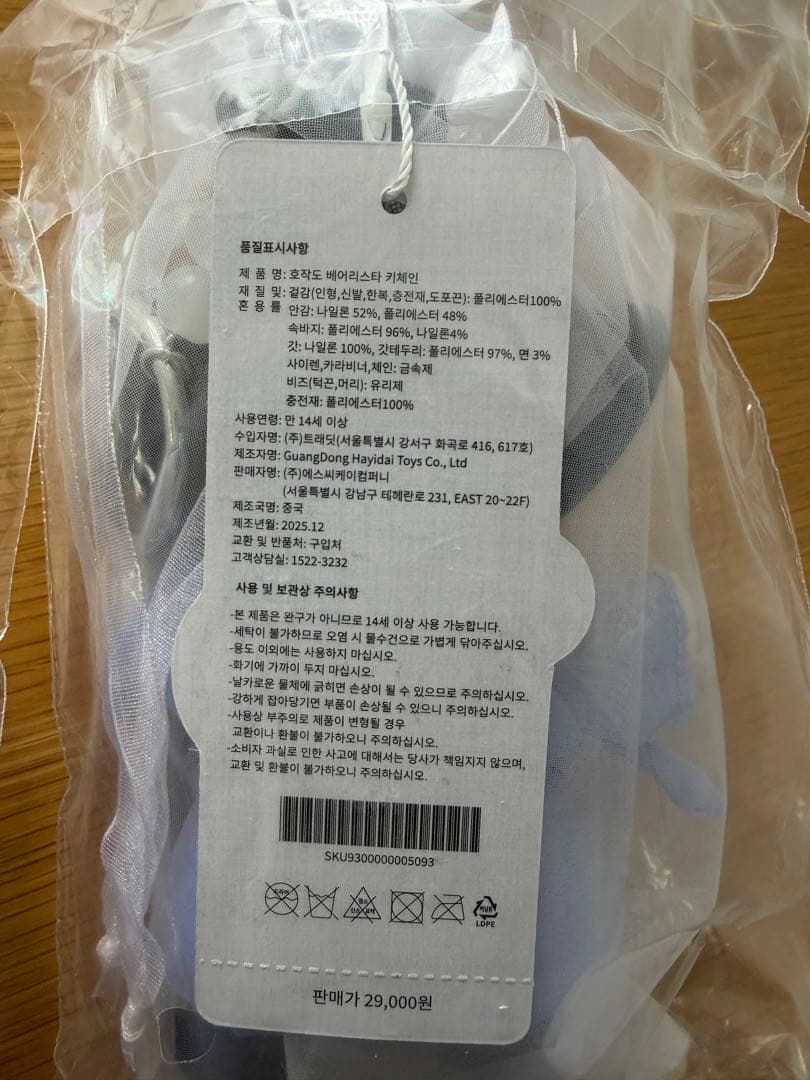 품질표시사항
제 품 명: 호작도 베어리스타 키체인
재 질 및: 겉감(인형,신발,한복,충전재,도포끈): 폴리에스터100%
혼 용 률 안감: 나일론 52%, 폴리에스터 48%
속바지: 폴리에스터 96%, 나일론4%
갓: 나일론 100%, 갓테두리: 폴리에스터 97%, 면 3%
사이렌,카라비너,체인: 금속제
비즈(턱끈,머리): 유리제
충전재: 폴리에스터100%
사용연령: 만 14세 이상
수입자명: (주)트래딧(서울특별시 강서구 화곡로 416, 617호)
제조자명: GuangDong Hayidai Toys Co., Ltd
판매자명: (주)에스씨케이컴퍼니
(서울특별시 강남구 테헤란로 231, EAST 20~22F)
제조국명: 중국
제조년월: 2025.12
교환 및 반품처: 구입처
고객상담실: 1522-3232
사용 및 보관상 주의사항
-본 제품은 완구가 아니므로 14세 이상 사용 가능합니다.
-세탁이 불가하므로 오염 시 물수건으로 가볍게 닦아주십시오.
-용도 이외에는 사용하지 마십시오.
-화기에 가까이 두지 마십시오.
-날카로운 물체에 긁히면 손상이 될 수 있으므로 주의하십시오.
-강하게 잡아당기면 부품이 손상될 수 있으니 주의하십시오.
-사용상 부주의로 제품이 변형될 경우
교환이나 환불이 불가하오니 주의하십시오.
-소비자 과실로 인한 사고에 대해서는 당사가 책임지지 않으며,
교환 및 환불이 불가하오니 주의하십시오.
SKU9300000005093
드라이
염소
산소표백
비닐류
LDPE
판매가 29,000원